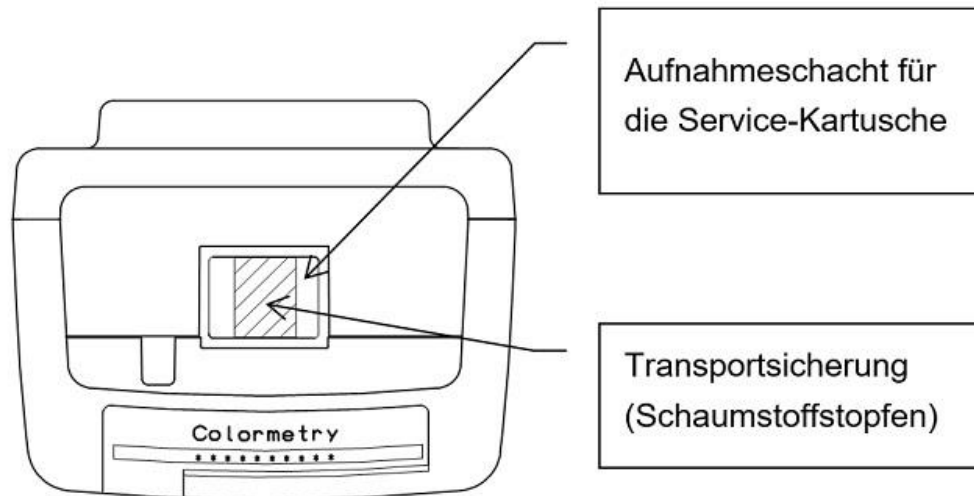 Aufnahmeschacht für
die Service-Kartusche
Transportsicherung
(Schaumstoffstopfen)
Colormetry
**********